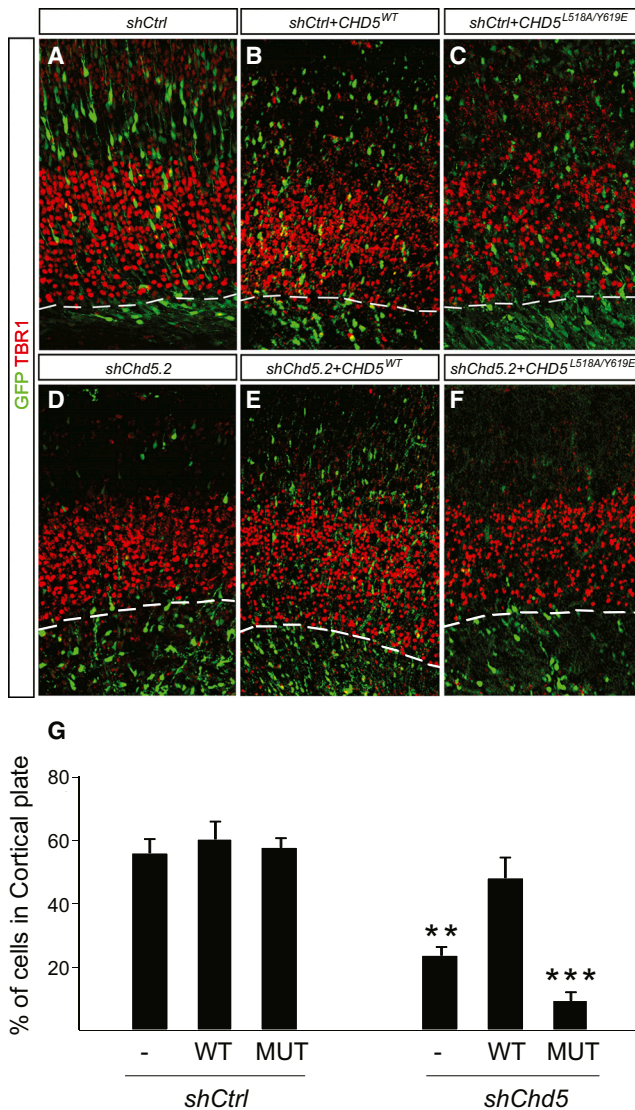 shCtrl
shCtrl+CHD5WT
shCtrl+CHD5L518A/Y619E
A
B
C
GFP TBR1
shChd5.2
shChd5.2+CHD5WT
shChd5.2+CHD5L518A/Y619E
D
E
F
G
% of cells in Cortical plate
80
60
40
20
**
***
- WT MUT - WT MUT
shCtrl shChd5